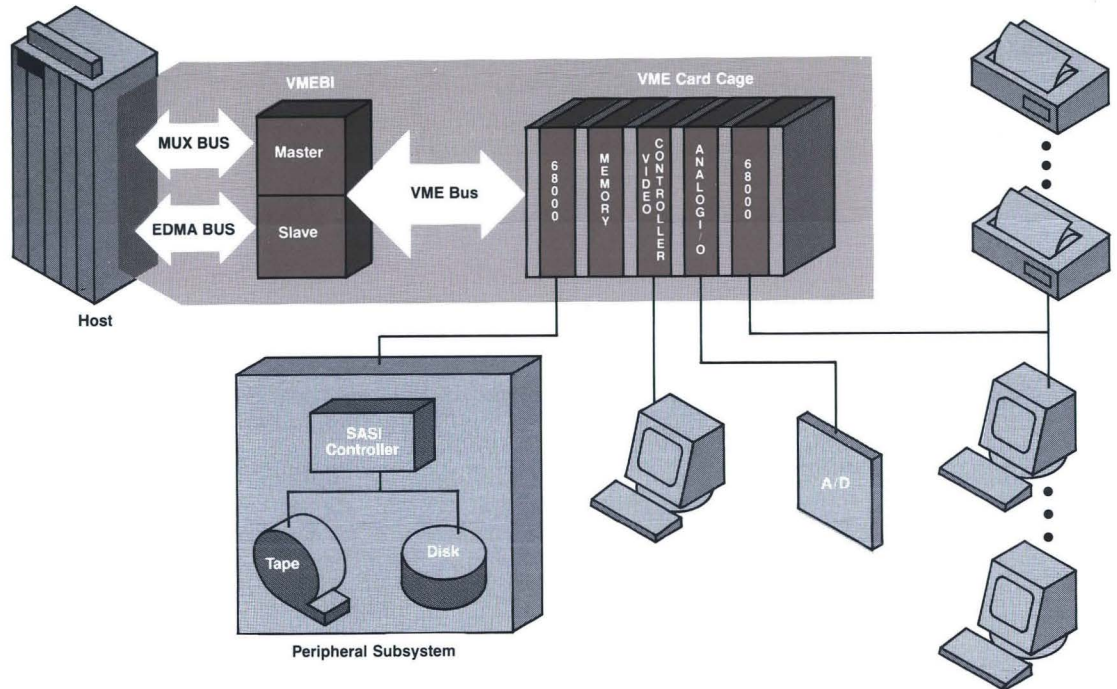 VMEBI
VME Card Cage
MUX BUS
EDMA BUS
Master
Slave
VME Bus
68000
MEMORY
VIDEO
CONTROLLER
ANALOG I/O
68000
Host
SASI
Controller
Tape
Disk
A/D
Peripheral Subsystem